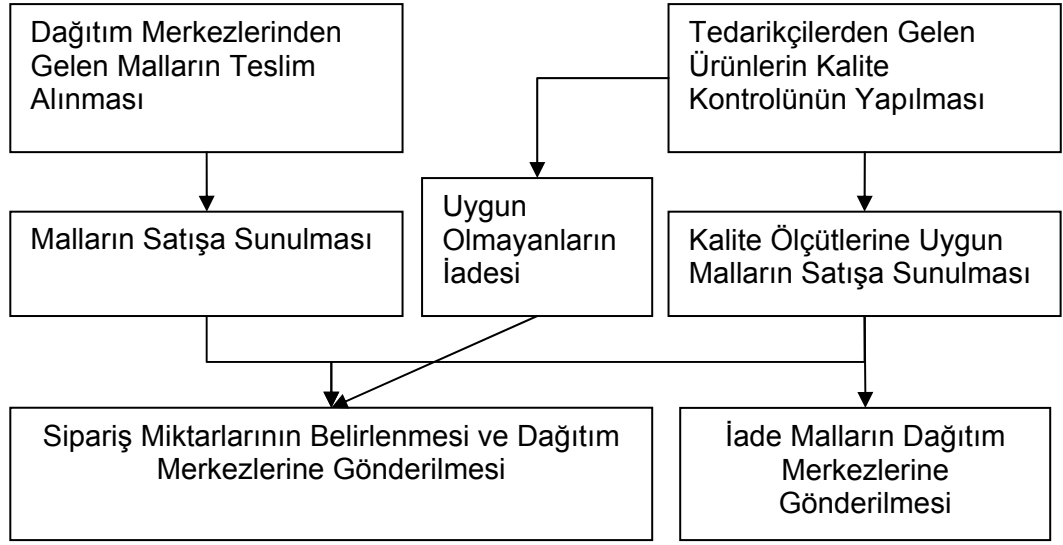 Dağıtım Merkezlerinden
Gelen Malların Teslim
Alınması
Tedarikçilerden Gelen
Ürünlerin Kalite
Kontrolünün Yapılması
Malların Satışa Sunulması
Uygun
Olmayanların
İadesi
Kalite Ölçütlerine Uygun
Malların Satışa Sunulması
Sipariş Miktarlarının Belirlenmesi ve Dağıtım
Merkezlerine Gönderilmesi
İade Malların Dağıtım
Merkezlerine
Gönderilmesi